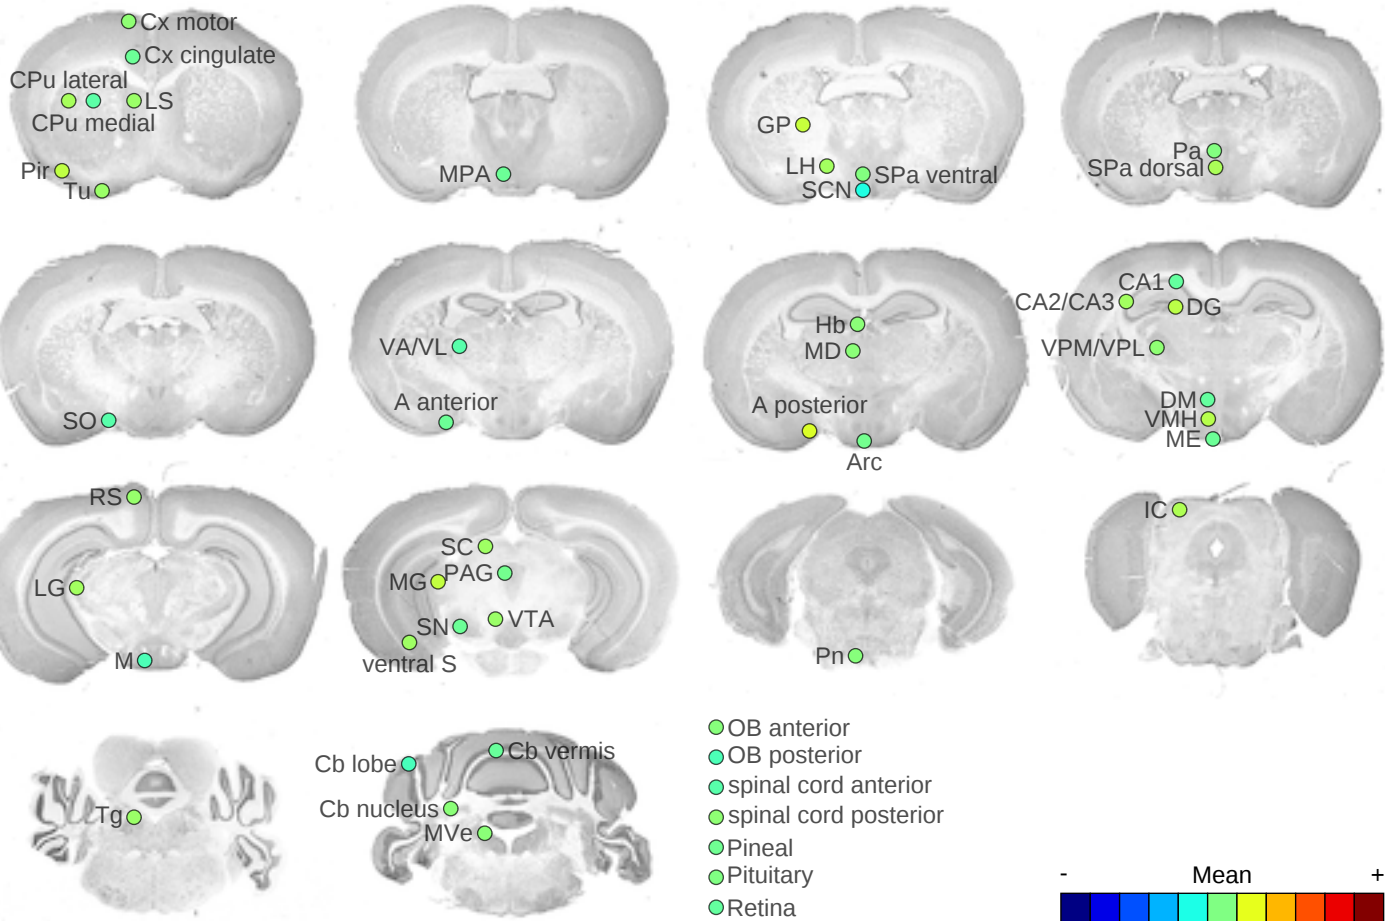 Cx motor
Cx cingulate
CPu lateral
LS
CPu medial
Pir
Tu
MPA
GP
LH
SPa ventral
SCN
Pa
SPa dorsal
SO
VA/VL
A anterior
Hb
MD
A posterior
Arc
CA1
CA2/CA3
DG
VPM/VPL
DM
VMH
ME
RS
LG
M
SC
MG
PAG
SN
VTA
ventral S
Pn
IC
Tg
Cb lobe
Cb vermis
Cb nucleus
MVe
OB anterior
OB posterior
spinal cord anterior
spinal cord posterior
Pineal
Pituitary
Retina
- Mean +